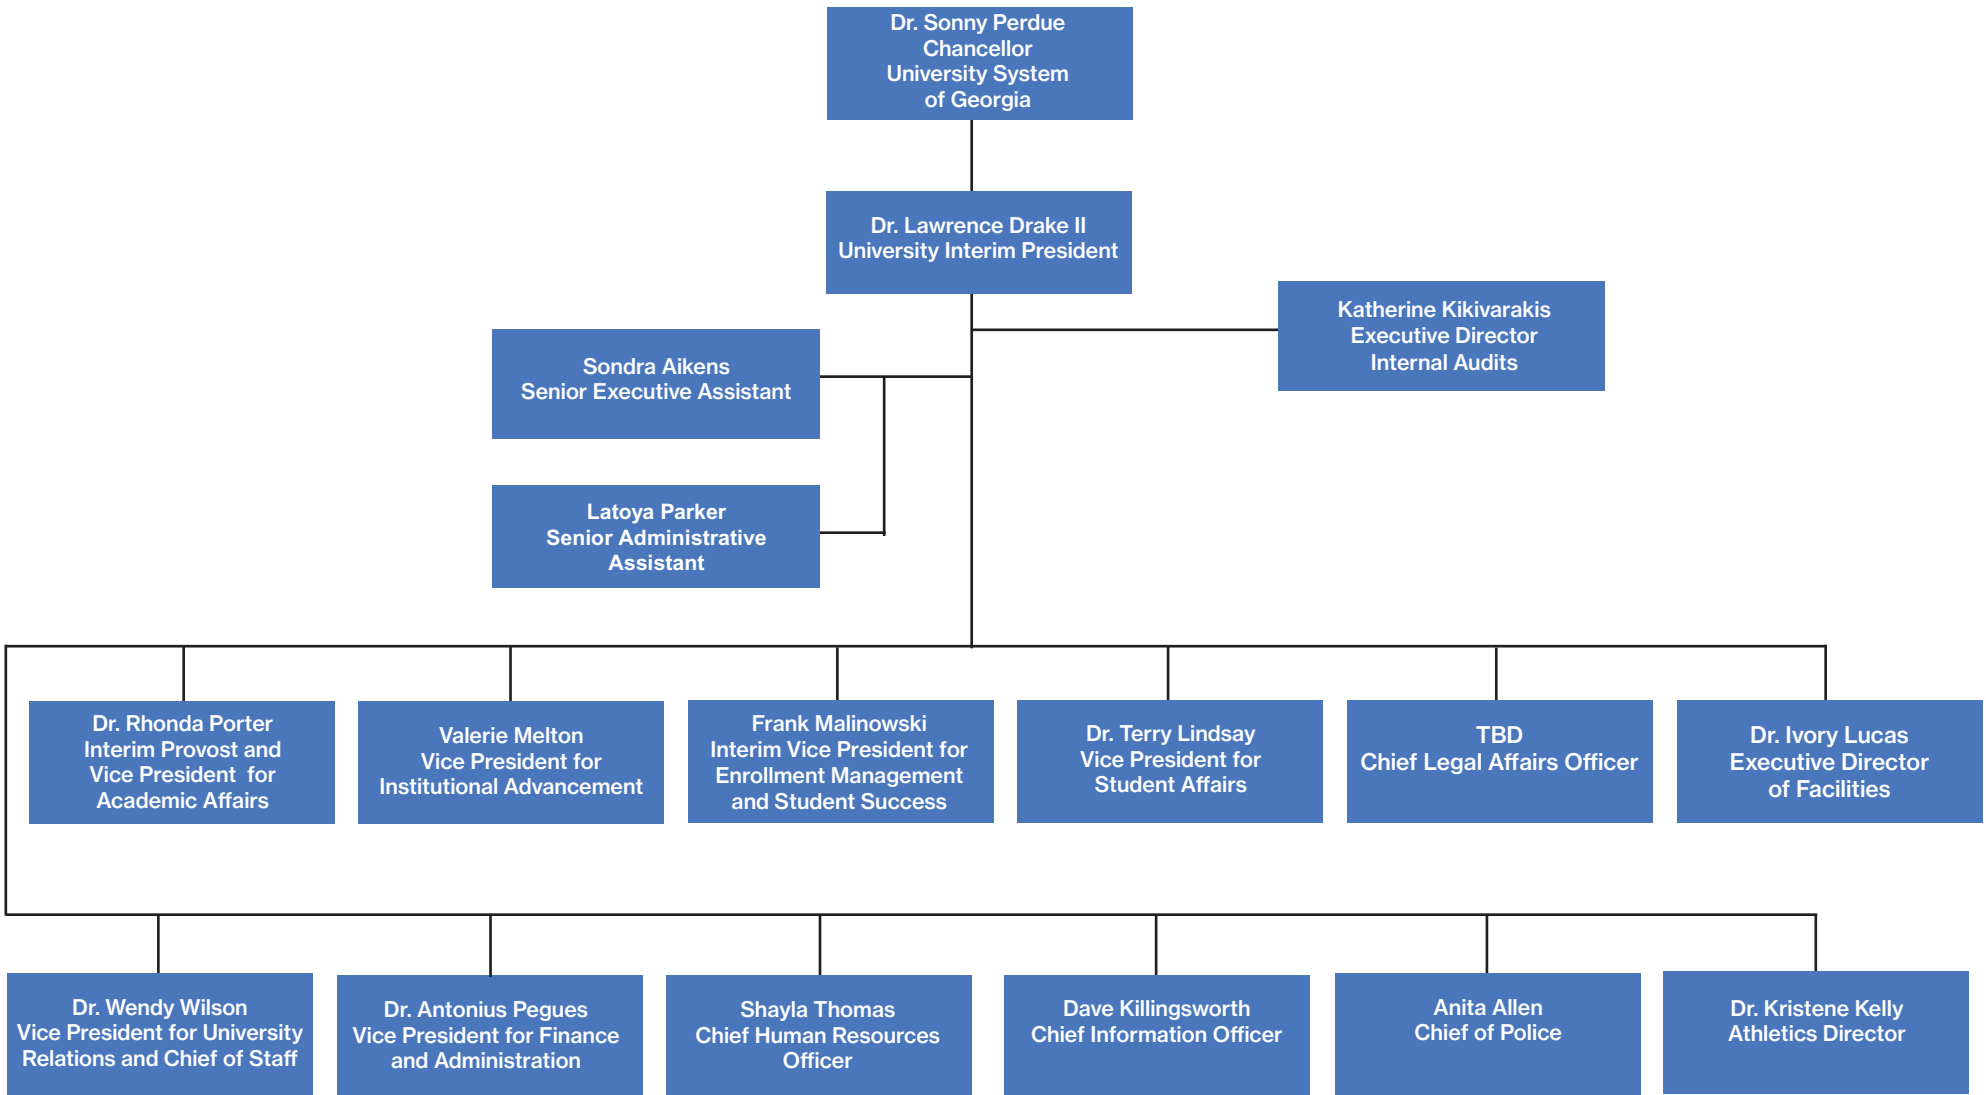 Dr. Sonny Perdue
Chancellor
University System
of Georgia
Dr. Lawrence Drake II
University Interim President
Katherine Kikivarakis
Executive Director
Internal Audits
Sondra Aikens
Senior Executive Assistant
Latoya Parker
Senior Administrative
Assistant
Dr. Rhonda Porter
Interim Provost and
Vice President for
Academic Affairs
Valerie Melton
Vice President for
Institutional Advancement
Frank Malinowski
Interim Vice President for
Enrollment Management
and Student Success
Dr. Terry Lindsay
Vice President for
Student Affairs
TBD
Chief Legal Affairs Officer
Dr. Ivory Lucas
Executive Director
of Facilities
Dr. Wendy Wilson
Vice President for University
Relations and Chief of Staff
Dr. Antonius Pegues
Vice President for Finance
and Administration
Shayla Thomas
Chief Human Resources
Officer
Dave Killingsworth
Chief Information Officer
Anita Allen
Chief of Police
Dr. Kristene Kelly
Athletics Director